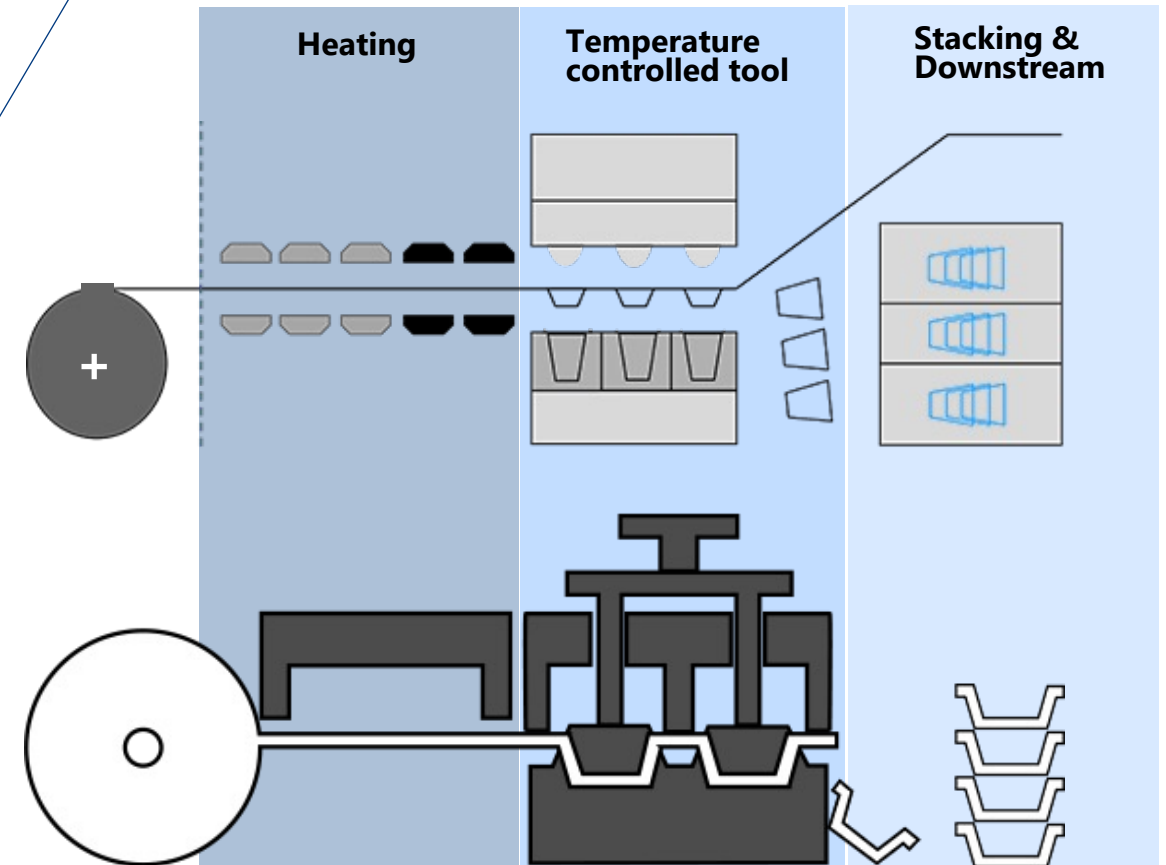 Heating
Temperature
controlled tool
Stacking &
Downstream